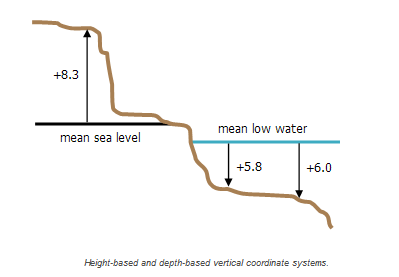 +8.3
mean sea level
mean low water
+5.8
+6.0
Height-based and depth-based vertical coordinate systems.